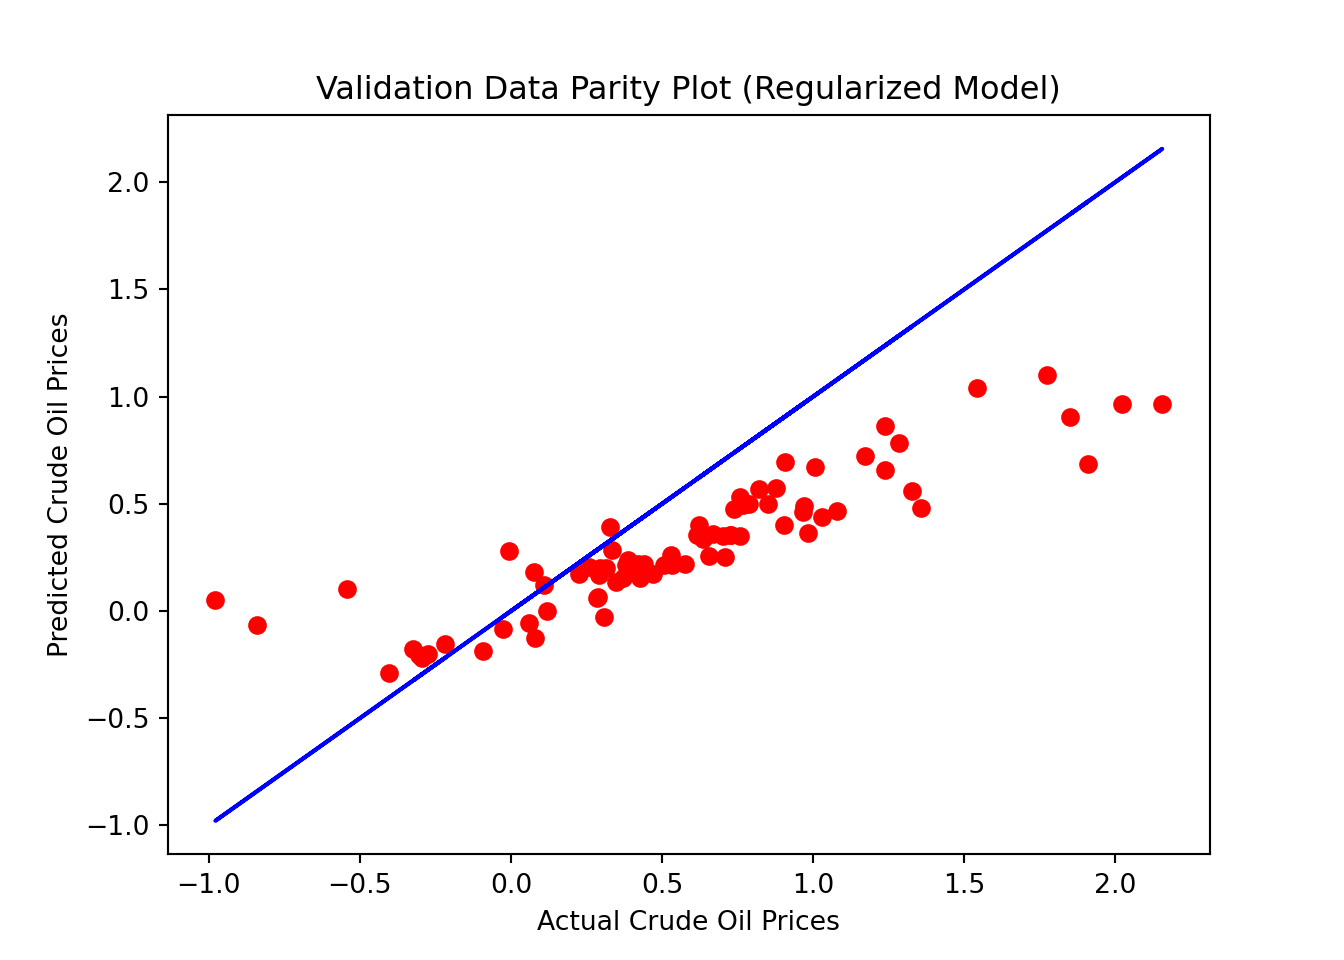 Validation Data Parity Plot (Regularized Model)
2.0
1.5
1.0
0.5
0.0
−0.5
−1.0
Predicted Crude Oil Prices
−1.0 −0.5 0.0 0.5 1.0 1.5 2.0
Actual Crude Oil Prices